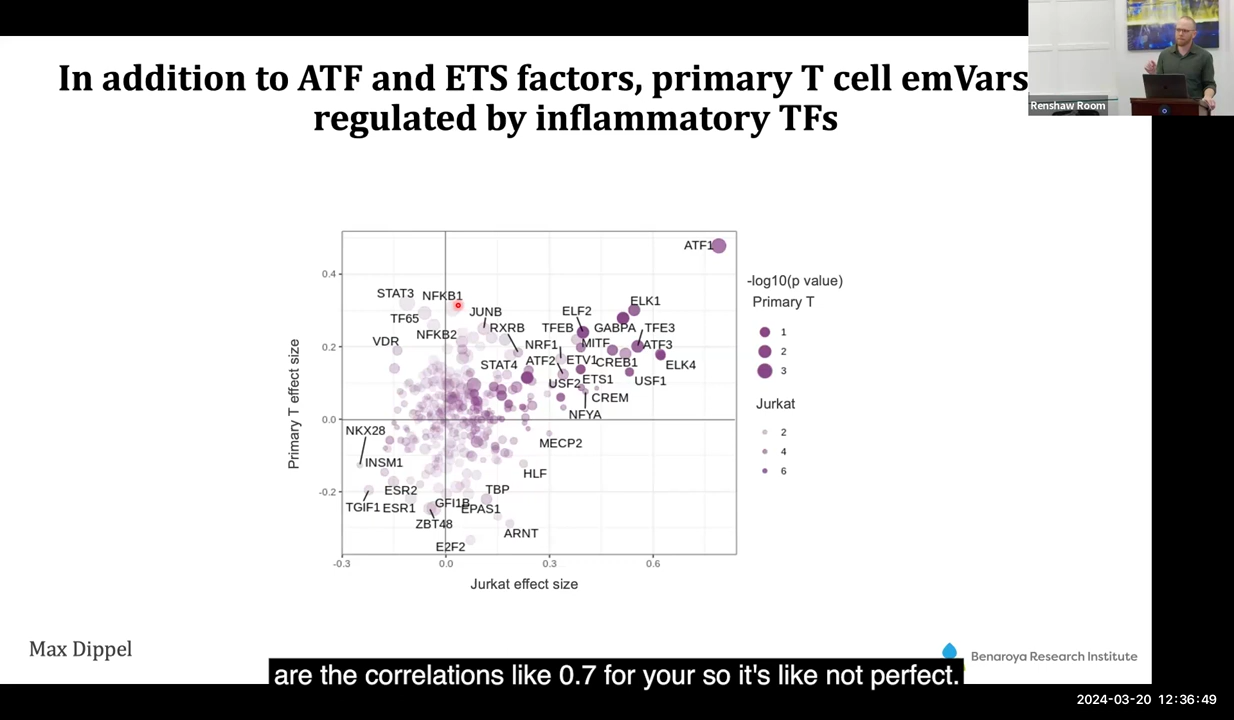 In addition to ATF and ETS factors, primary T cell emVars
regulated by inflammatory TFs
Renshaw Room
ATF1
STAT3
NFKB1
ELK1
TF65
JUNB
ELF2
NFKB2
RXRB
TFEB
GABPA
TFE3
VDR
NRF1
MITF
ATF3
STAT4
ATF2
ETV1
CREB1
ELK4
USF2
ETS1
USF1
CREM
NFYA
NKX28
MECP2
INSM1
HLF
ESR2
TBP
TGIF1
ESR1
GFI1B
EPAS1
ZBT48
ARNT
E2F2
0.4
0.2
0.0
-0.2
-0.3
0.0
0.3
0.6
Primary T effect size
Jurkat effect size
-log10(p value)
Primary T
1
2
3
Jurkat
2
4
6
Max Dippel
Benaroya Research Institute
are the correlations like 0.7 for your so it's like not perfect.
2024-03-20 12:36:49